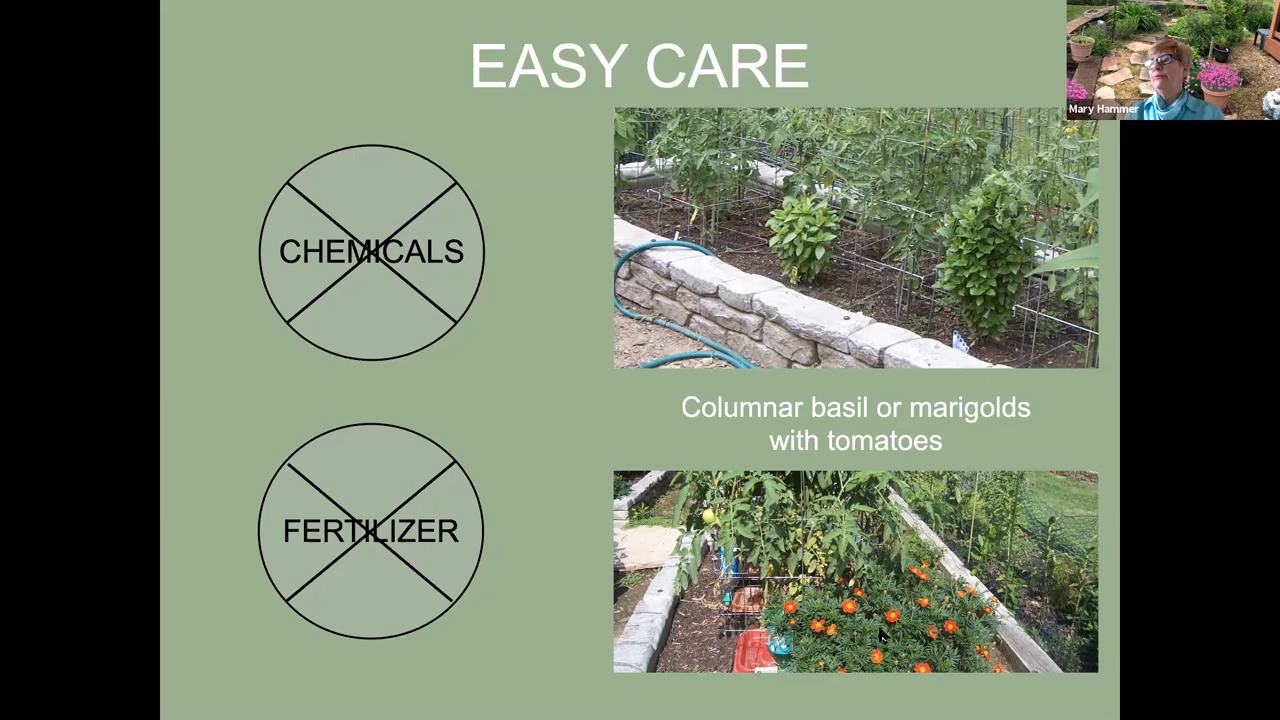 EASY CARE
Mary Hammer
CHEMICALS
Columnar basil or marigolds
with tomatoes
FERTILIZER